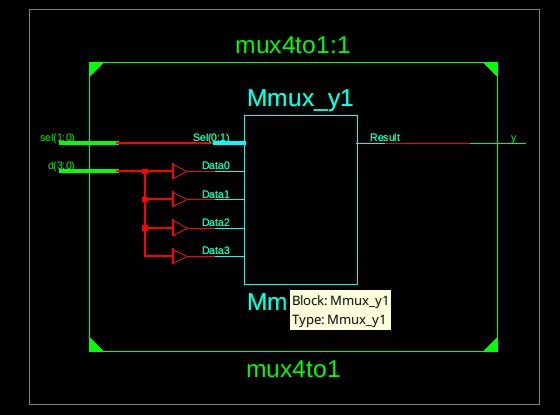 mux4to1:1
Mmux_y1
sel(1:0)
Sel(0:1)
Result
y
d(3:0)
Data0
Data1
Data2
Data3
Mm
Block: Mmux_y1
Type: Mmux_y1
mux4to1